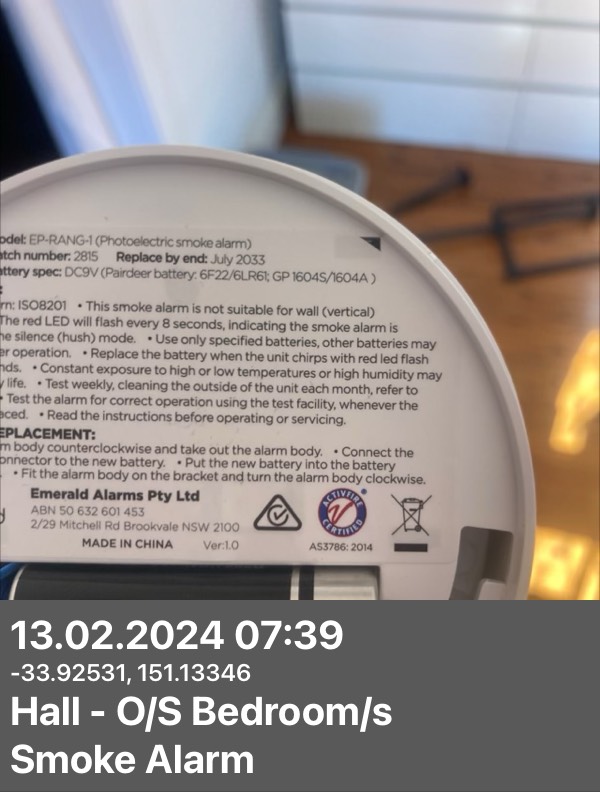 odel: EP-RANG-1 (Photoelectric smoke alarm)
atch number: 2815 Replace by end: July 2033
attery spec: DC9V (Pairdeer battery: 6F22/6LR61; GP 1604S/1604A )
:
rn: ISO8201 • This smoke alarm is not suitable for wall (vertical)
The red LED will flash every 8 seconds, indicating the smoke alarm is
he silence (hush) mode. • Use only specified batteries, other batteries may
er operation. • Replace the battery when the unit chirps with red led flash
nds. • Constant exposure to high or low temperatures or high humidity may
y life. • Test weekly, cleaning the outside of the unit each month, refer to
• Test the alarm for correct operation using the test facility, whenever the
aced. • Read the instructions before operating or servicing.
EPLACEMENT:
m body counterclockwise and take out the alarm body. • Connect the
onnector to the new battery. • Put the new battery into the battery
• Fit the alarm body on the bracket and turn the alarm body clockwise.
Emerald Alarms Pty Ltd
ABN 50 632 601 453
2/29 Mitchell Rd Brookvale NSW 2100
MADE IN CHINA Ver:1.0
ACTIVFIRE
CERTIFIED
AS3786: 2014
13.02.2024 07:39
-33.92531, 151.13346
Hall - O/S Bedroom/s
Smoke Alarm